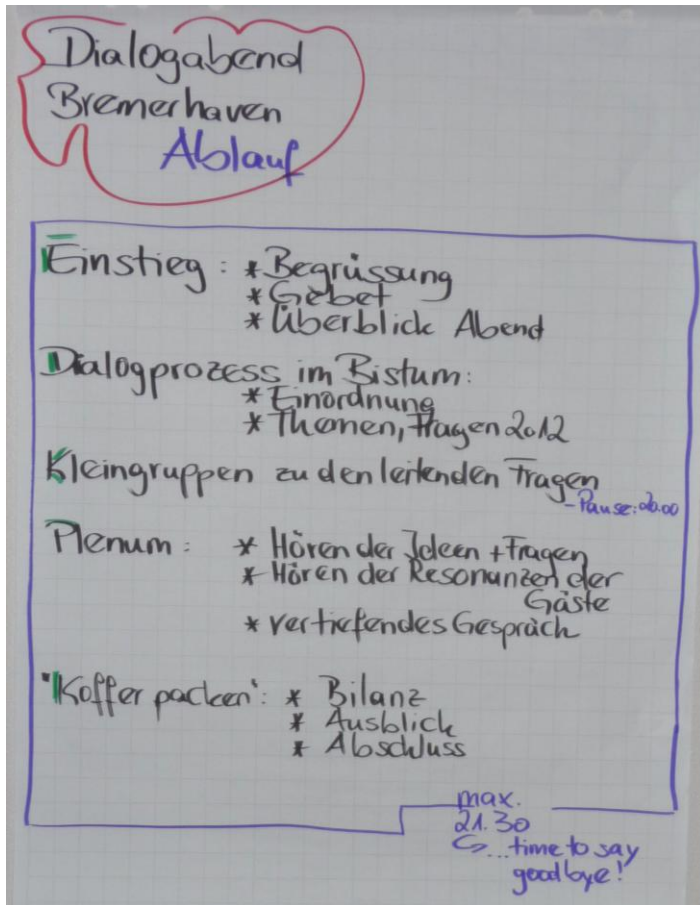 Dialogabend
Bremerhaven
Ablauf
Einstieg: * Begrüssung
* Gebet
* Überblick Abend
Dialogprozess im Bistum:
* Einordnung
* Themen, Fragen 2012
Kleingruppen zu den leitenden Fragen
- Pause: 20.00
Plenum: * Hören der Ideen + Fragen
* Hören der Resonanzen der
Gäste
* vertiefendes Gespräch
"Koffer packen": * Bilanz
* Ausblick
* Abschluss
max.
21.30
↪...time to say
goodbye!